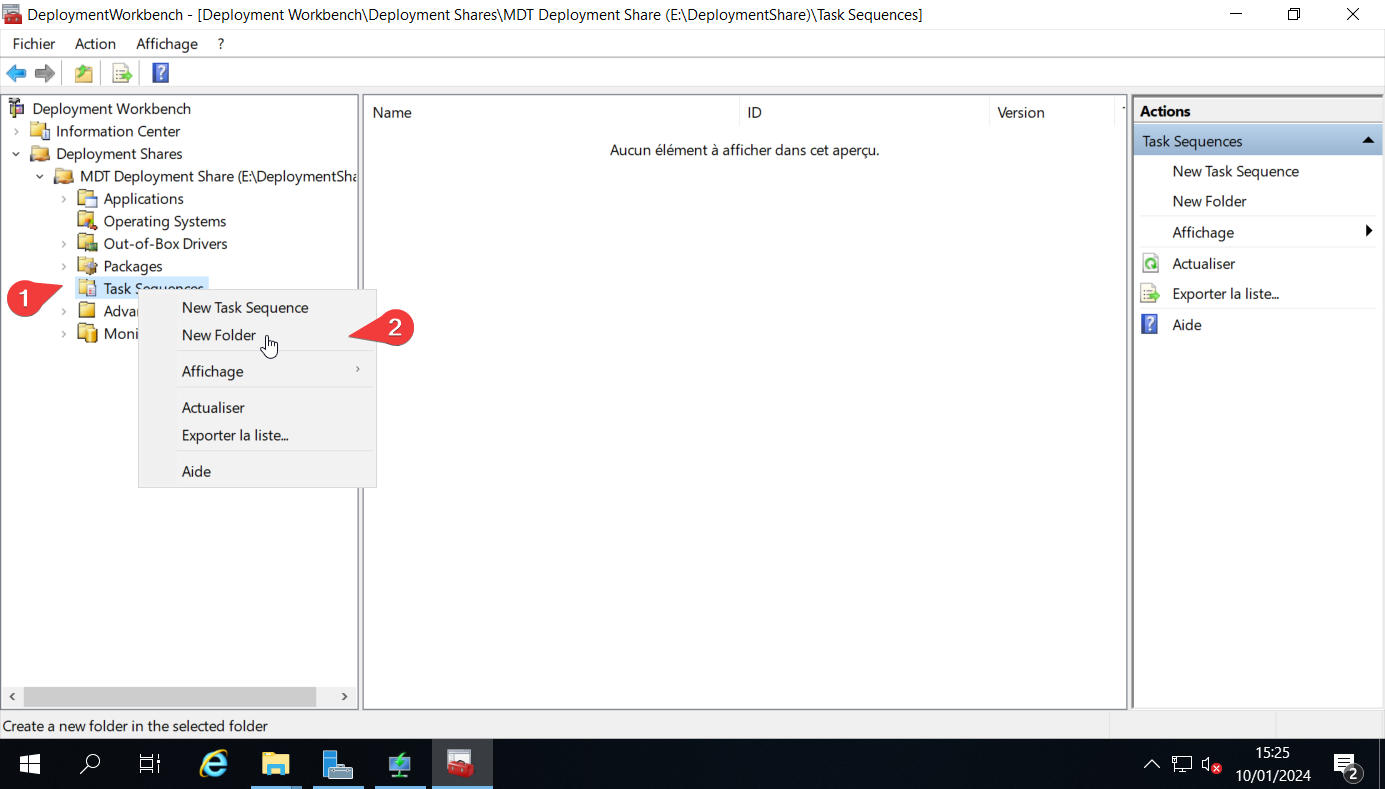 DeploymentWorkbench - [Deployment Workbench\Deployment Shares\MDT Deployment Share (E:\DeploymentShare)\Task Sequences]
Fichier Action Affichage ?
Deployment Workbench
Information Center
Deployment Shares
MDT Deployment Share (E:\DeploymentSha
Applications
Operating Systems
Out-of-Box Drivers
Packages
Task Sequences
Advan
Moni
1
New Task Sequence
New Folder
2
Affichage
Actualiser
Exporter la liste...
Aide
Name ID Version
Aucun élément à afficher dans cet aperçu.
Actions
Task Sequences
New Task Sequence
New Folder
Affichage
Actualiser
Exporter la liste...
Aide
Create a new folder in the selected folder
15:25
10/01/2024
2